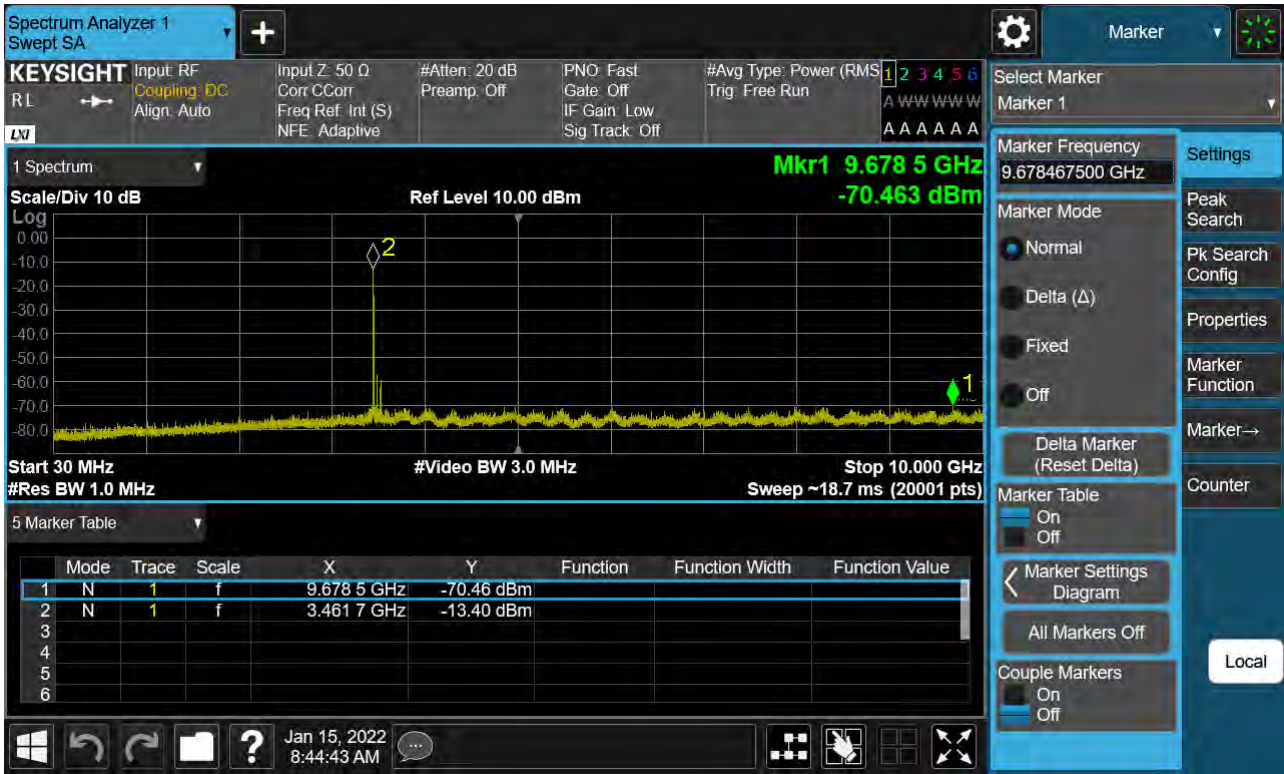 Spectrum Analyzer 1
Swept SA
+
Marker
KEYSIGHT
RL
LXI
Input: RF
Coupling: DC
Align: Auto
Input Z: 50 Ω
Corr CCorr
Freq Ref: Int (S)
NFE: Adaptive
#Atten: 20 dB
Preamp: Off
PNO: Fast
Gate: Off
IF Gain: Low
Sig Track: Off
#Avg Type: Power (RMS
Trig: Free Run
1 2 3 4 5 6
A W W W W W
A A A A A A
Select Marker
Marker 1
1 Spectrum
Mkr1 9.678 5 GHz
-70.463 dBm
Scale/Div 10 dB
Ref Level 10.00 dBm
Log
0.00
-10.0
-20.0
-30.0
-40.0
-50.0
-60.0
-70.0
-80.0
2
1
Start 30 MHz
#Video BW 3.0 MHz
Stop 10.000 GHz
#Res BW 1.0 MHz
Sweep ~18.7 ms (20001 pts)
5 Marker Table
Mode Trace Scale X Y Function Function Width Function Value
1 N 1 f 9.678 5 GHz -70.46 dBm
2 N 1 f 3.461 7 GHz -13.40 dBm
3
4
5
6
Marker Frequency
9.678467500 GHz
Marker Mode
Normal
Delta (Δ)
Fixed
Off
Delta Marker
(Reset Delta)
Marker Table
On
Off
Marker Settings
Diagram
All Markers Off
Couple Markers
On
Off
Settings
Peak
Search
Pk Search
Config
Properties
Marker
Function
Marker→
Counter
Local
?
Jan 15, 2022
8:44:43 AM